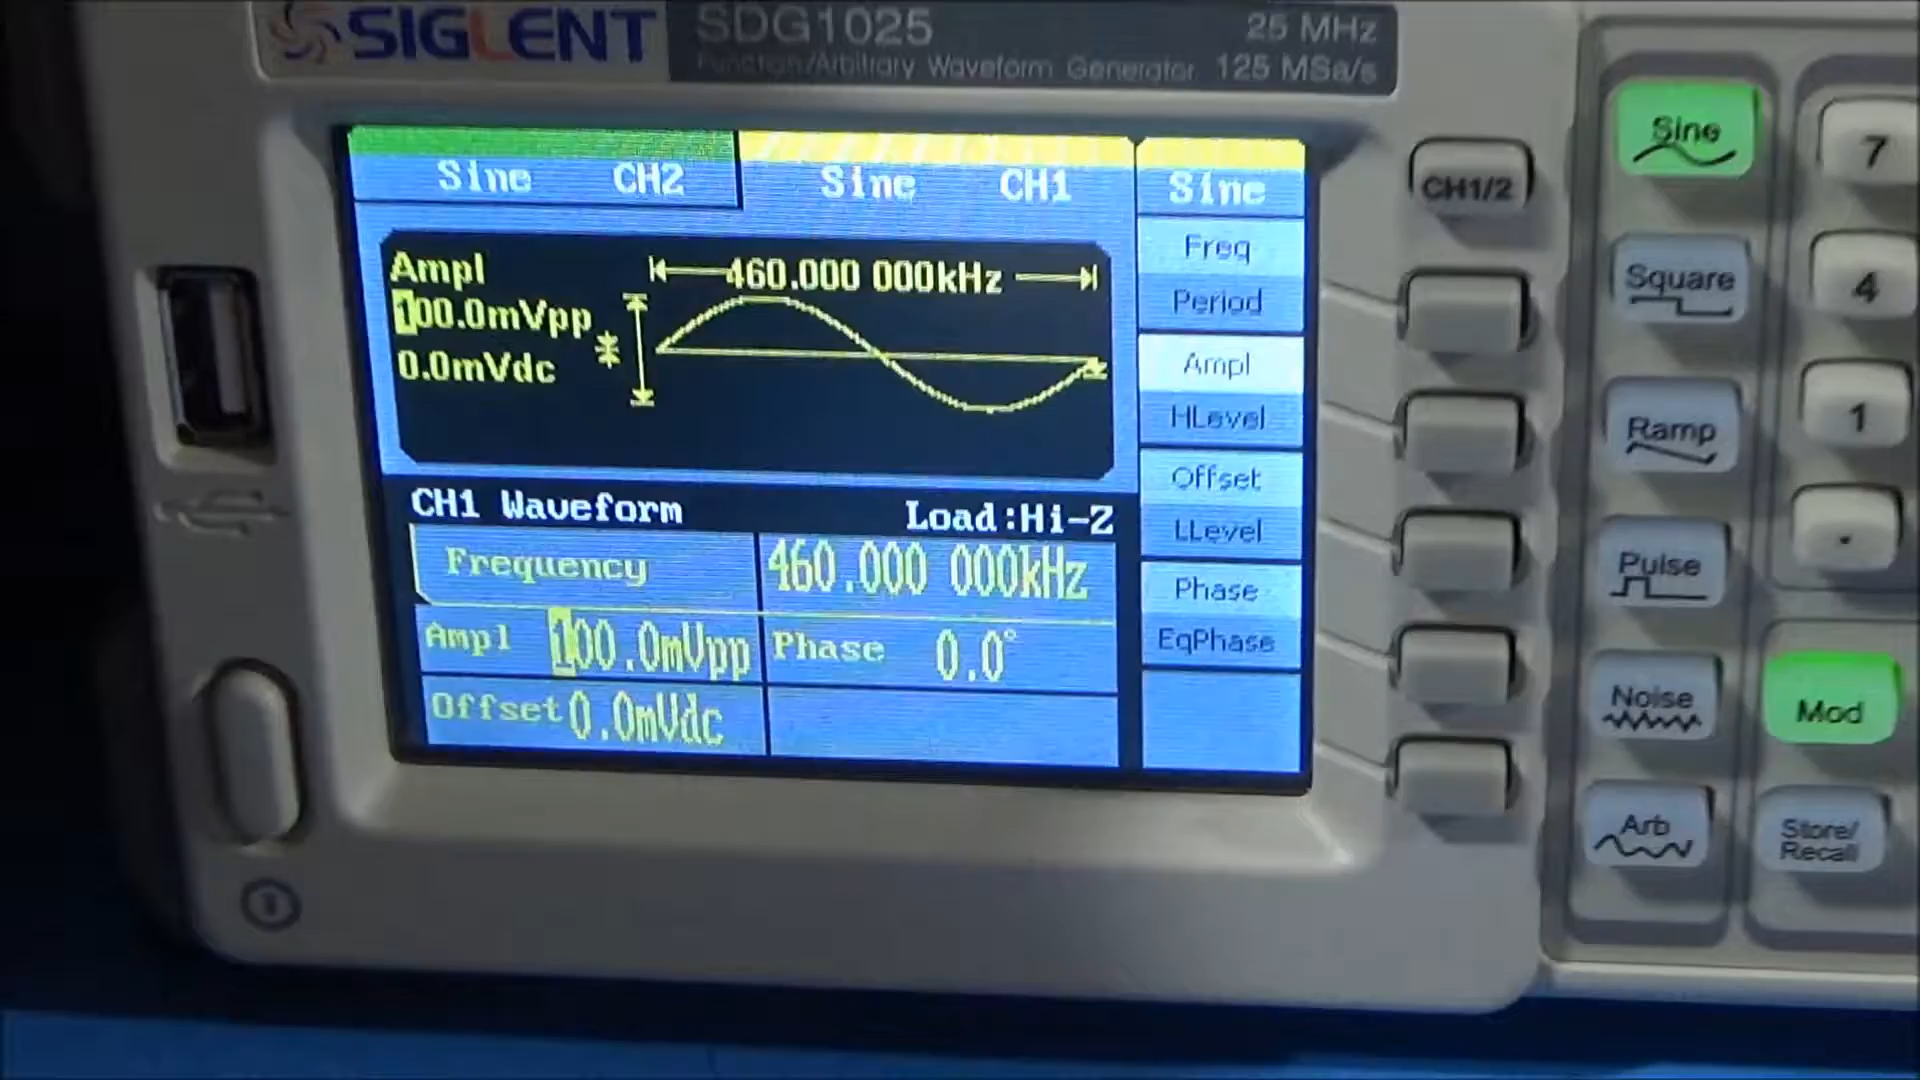 SIGLENT SDG1025 25 MHz
Function/Arbitrary Waveform Generator 125 MSa/s
Sine CH2 Sine CH1 Sine
Ampl 460.000 000kHz
100.0mVpp
0.0mVdc
CH1 Waveform Load:Hi-Z
Frequency 460.000 000kHz
Ampl 100.0mVpp Phase 0.0°
Offset 0.0mVdc
Freq
Period
Ampl
HLevel
Offset
LLevel
Phase
EqPhase
CH1/2
Sine
Square
Ramp
Pulse
Noise
Arb
7
4
1
.
Mod
Store/
Recall